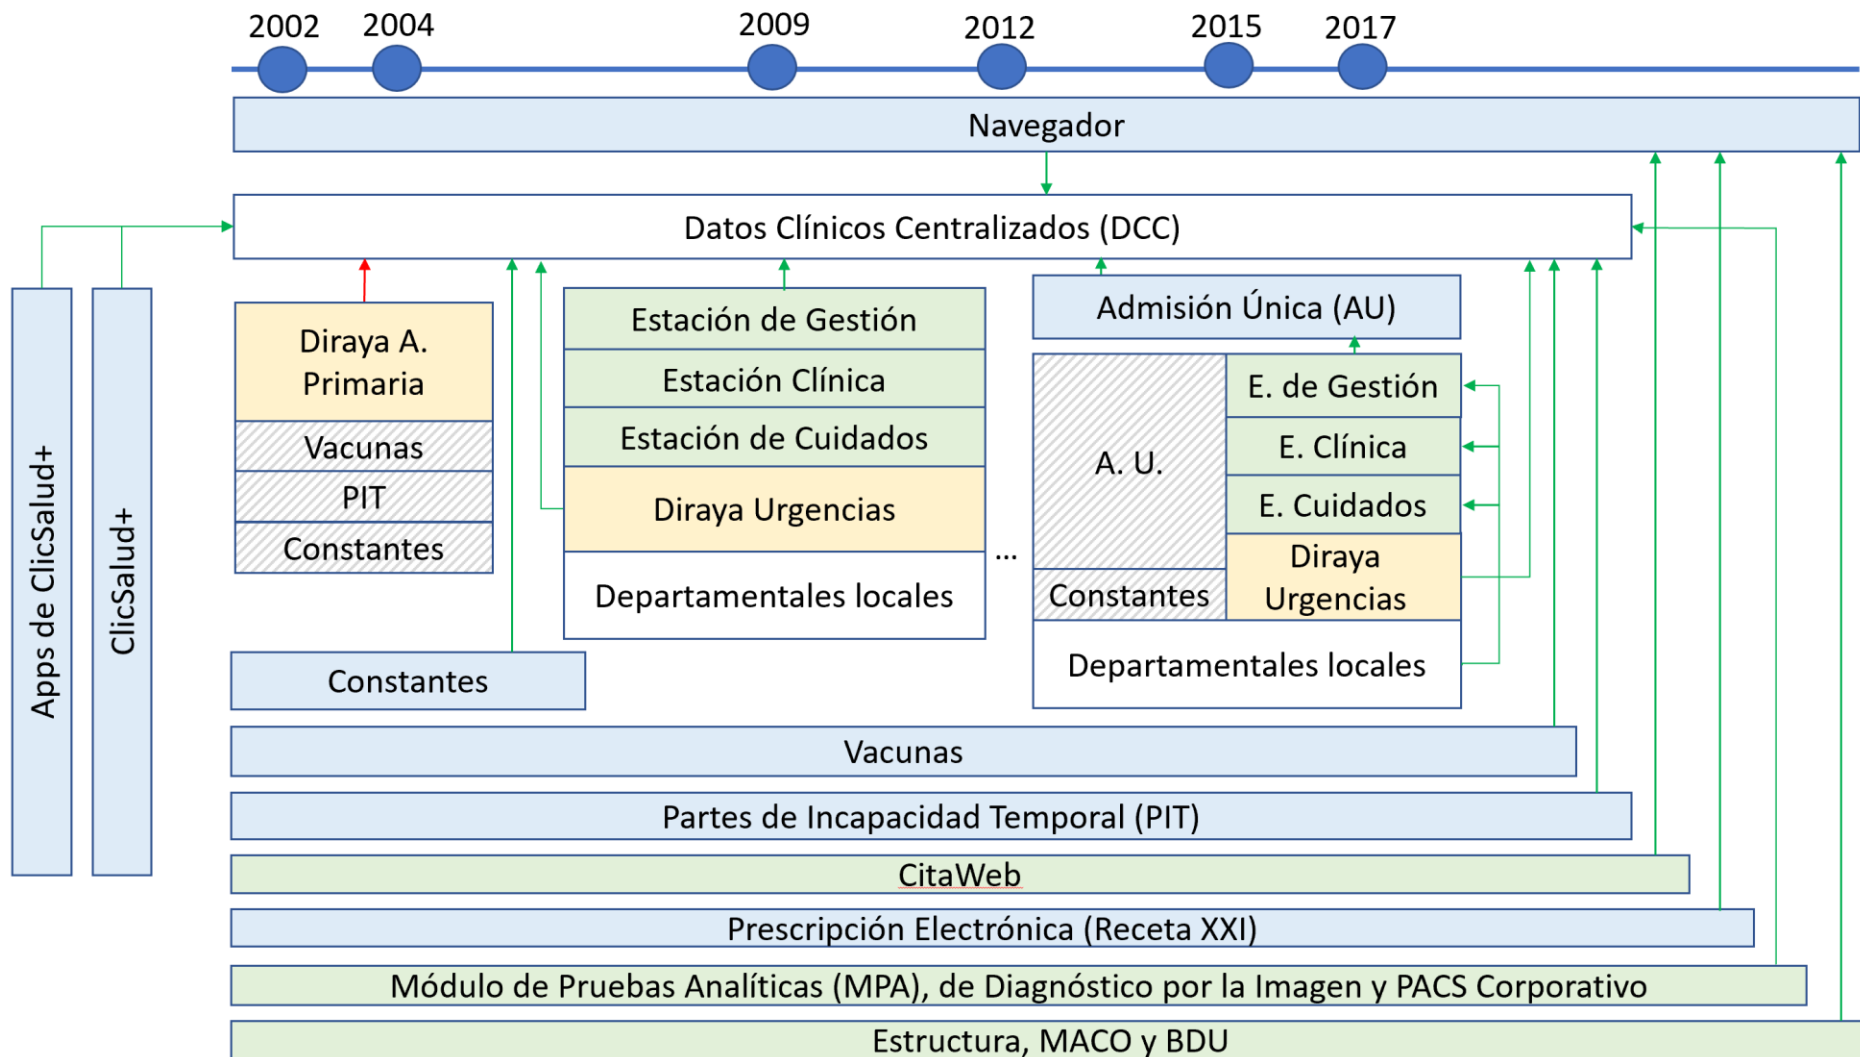 2002
2004
2009
2012
2015
2017
Navegador
Datos Clínicos Centralizados (DCC)
Apps de ClicSalud+
ClicSalud+
Diraya A.
Primaria
Vacunas
PIT
Constantes
Estación de Gestión
Estación Clínica
Estación de Cuidados
Diraya Urgencias
Departamentales locales
...
Admisión Única (AU)
A. U.
Constantes
E. de Gestión
E. Clínica
E. Cuidados
Diraya
Urgencias
Departamentales locales
Constantes
Vacunas
Partes de Incapacidad Temporal (PIT)
CitaWeb
Prescripción Electrónica (Receta XXI)
Módulo de Pruebas Analíticas (MPA), de Diagnóstico por la Imagen y PACS Corporativo
Estructura, MACO y BDU